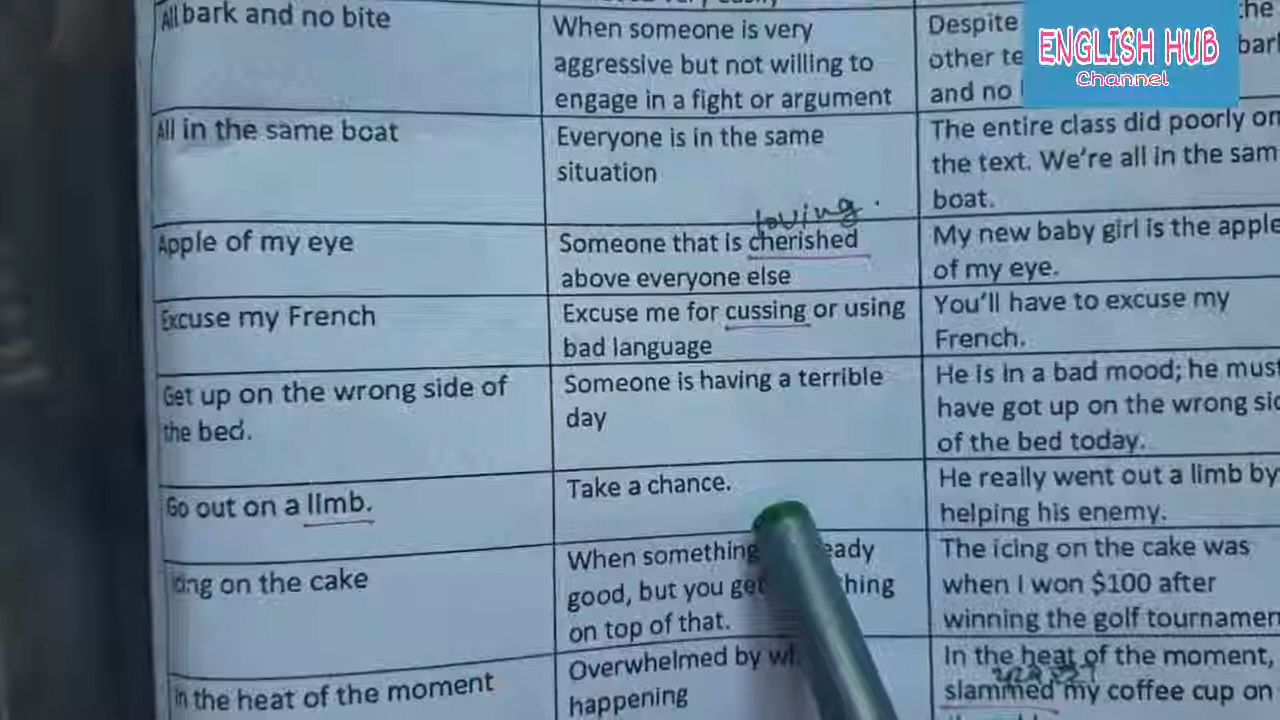 All bark and no bite
When someone is very
aggressive but not willing to
engage in a fight or argument
Despite
other te
and no
the
bar
ENGLISH HUB
Channel
All in the same boat
Everyone is in the same
situation
The entire class did poorly on
the text. We're all in the sam
boat.
loving.
Apple of my eye
Someone that is cherished
above everyone else
My new baby girl is the apple
of my eye.
Excuse my French
Excuse me for cussing or using
bad language
You'll have to excuse my
French.
Get up on the wrong side of
the bed.
Someone is having a terrible
day
He is in a bad mood; he must
have got up on the wrong sid
of the bed today.
Go out on a limb.
Take a chance.
He really went out a limb by
helping his enemy.
Icing on the cake
When something eady
good, but you get hing
on top of that.
The icing on the cake was
when I won $100 after
winning the golf tournamen
In the heat of the moment
Overwhelmed by w
happening
In the heat of the moment,
slammed my coffee cup on